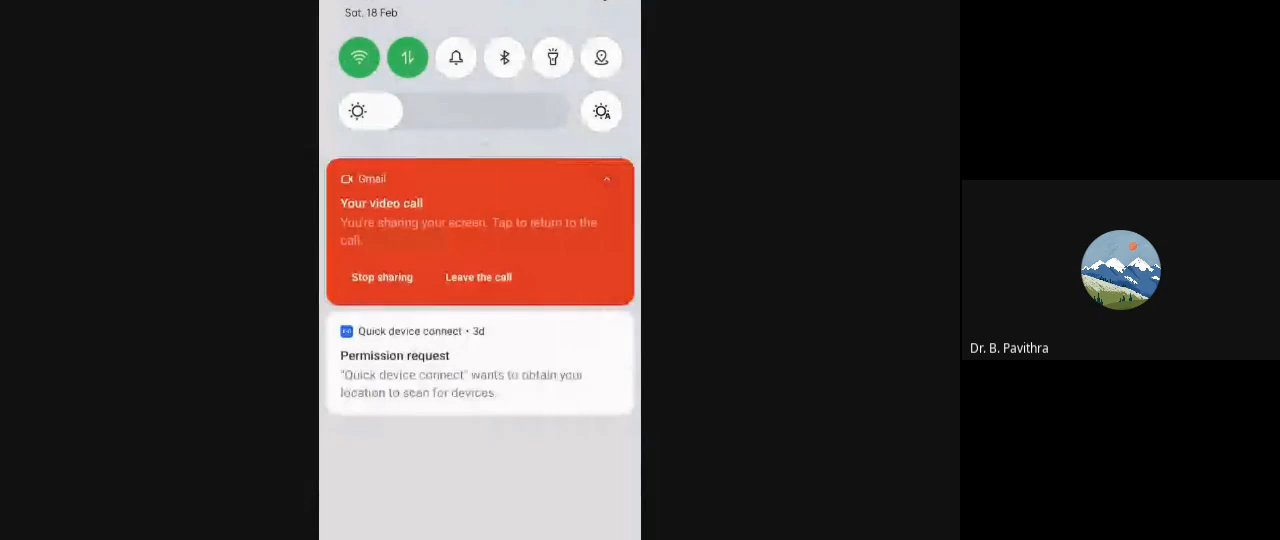 Sat, 18 Feb
Gmail
Your video call
You're sharing your screen. Tap to return to the
call.
Stop sharing Leave the call
Quick device connect • 3d
Permission request
"Quick device connect" wants to obtain your
location to scan for devices.
Dr. B. Pavithra